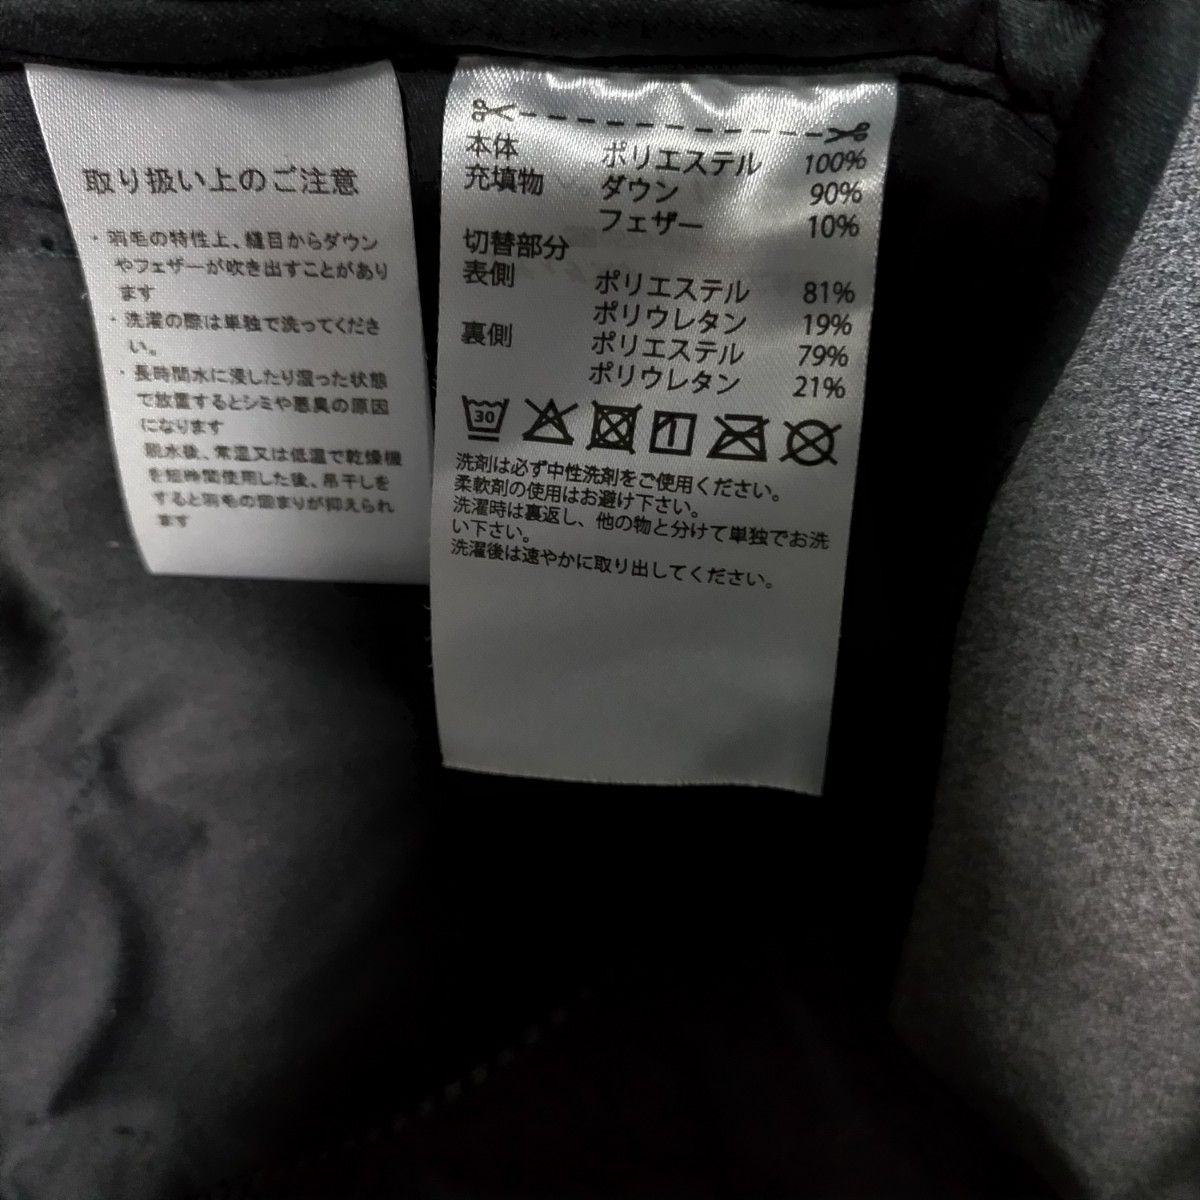 取り扱い上のご注意
・羽毛の特性上、縫目からダウン
やフェザーが吹き出すことがあり
ます
・洗濯の際は単独で洗ってくださ
い。
・長時間水に浸したり湿った状態
で放置するとシミや悪臭の原因
になります
脱水後、常温又は低温で乾燥機
を短時間使用した後、吊干しを
すると羽毛の固まりが抑えられ
ます
本体 ポリエステル 100%
充填物 ダウン 90%
フェザー 10%
切替部分
表側 ポリエステル 81%
ポリウレタン 19%
裏側 ポリエステル 79%
ポリウレタン 21%
30
洗剤は必ず中性洗剤をご使用ください。
柔軟剤の使用はお避け下さい。
洗濯時は裏返し、他の物と分けて単独でお洗
い下さい。
洗濯後は速やかに取り出してください。